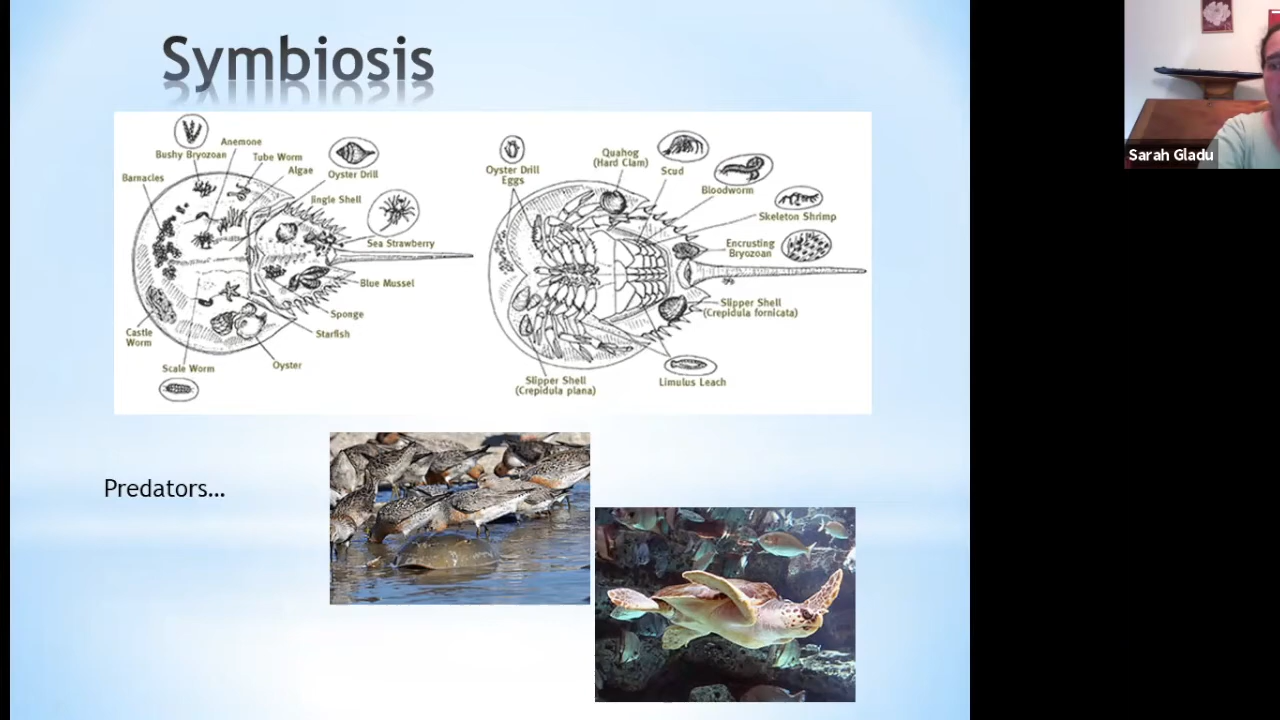 Symbiosis
Bushy Bryozoan
Anemone
Tube Worm
Algae
Oyster Drill
Barnacles
Jingle Shell
Sea Strawberry
Blue Mussel
Sponge
Starfish
Castle
Worm
Scale Worm
Oyster
Oyster Drill
Eggs
Quahog
(Hard Clam)
Scud
Bloodworm
Skeleton Shrimp
Encrusting
Bryozoan
Slipper Shell
(Crepidula fornicata)
Slipper Shell
(Crepidula plana)
Limulus Leach
Predators...
Sarah Gladu